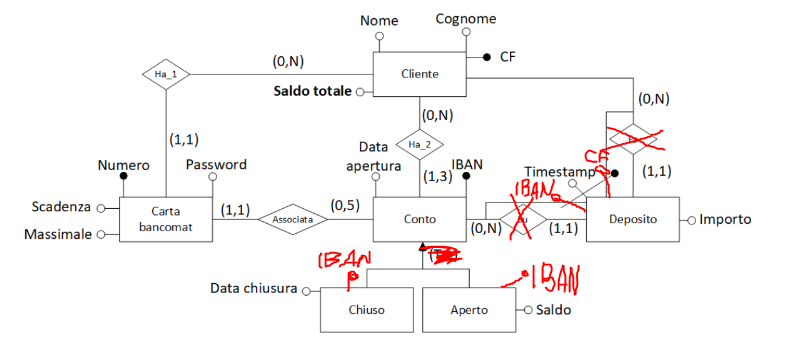 Nome
Cognome
Ha_1
(0,N)
Cliente
CF
Saldo totale
(0,N)
(0,N)
(1,1)
Ha_2
CF
Numero
Password
Data
apertura
IBAN
(1,3)
Timestamp
(1,1)
IBAN
Scadenza
Massimale
Carta
bancomat
(1,1)
Associata
(0,5)
Conto
(0,N)
(1,1)
Deposito
Importo
IBAN
IBAN
Data chiusura
Chiuso
Aperto
Saldo